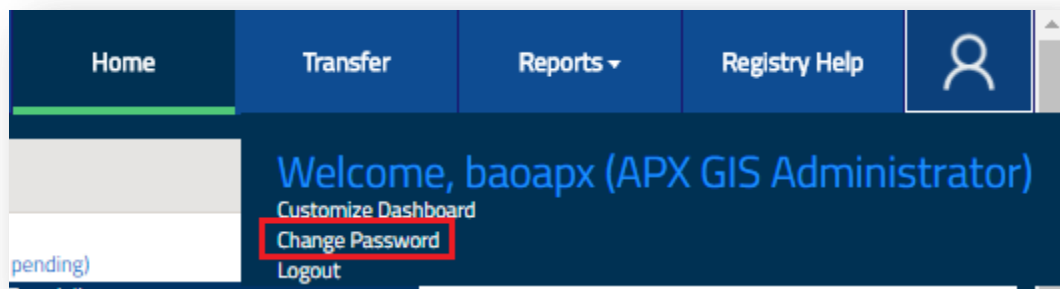 Home Transfer Reports Registry Help
Welcome, baoapx (APX GIS Administrator)
Customize Dashboard
Change Password
Logout
pending)